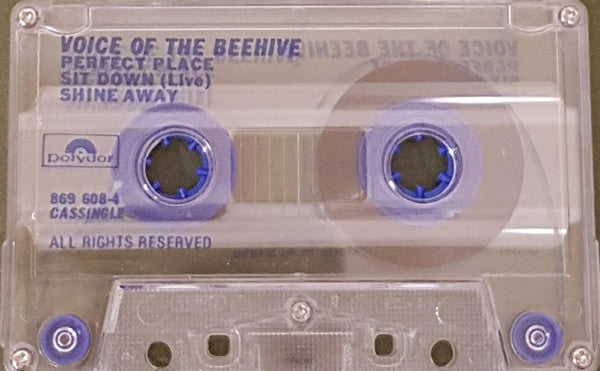 VOICE OF THE BEEHIVE
PERFECT PLACE
SIT DOWN (Live)
SHINE AWAY
polydor
869 608-4
CASSINGLE
ALL RIGHTS RESERVED